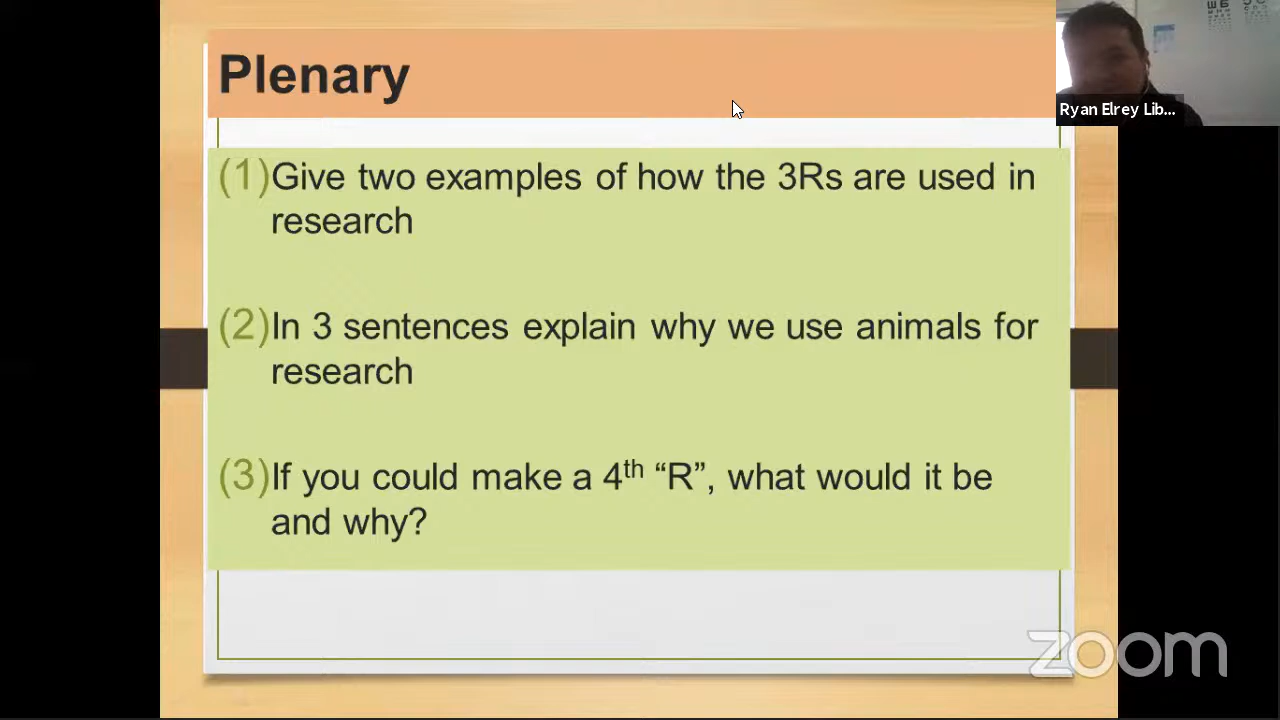 Plenary
Ryan Elrey Lib...
(1)Give two examples of how the 3Rs are used in
research
(2)In 3 sentences explain why we use animals for
research
(3)If you could make a 4th “R”, what would it be
and why?
zoom